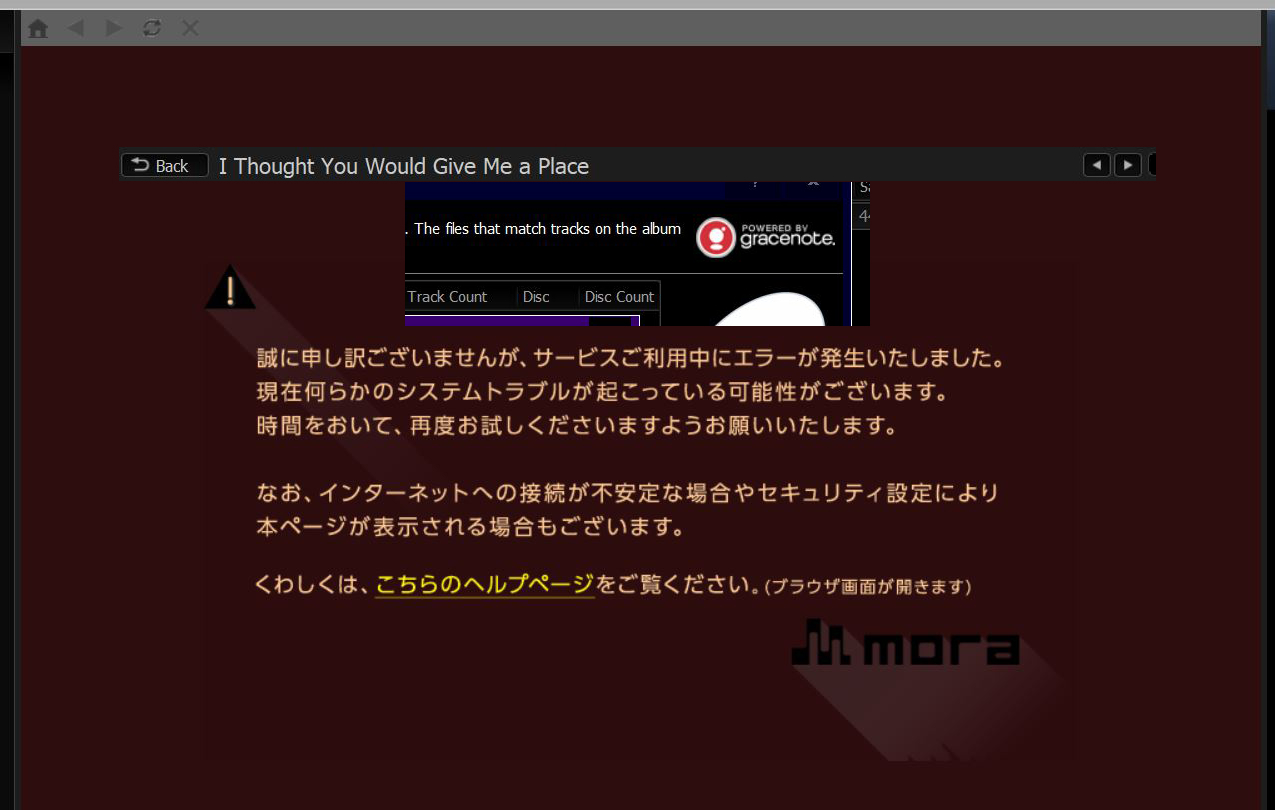 Back
I Thought You Would Give Me a Place
. The files that match tracks on the album
POWERED BY
gracenote.
44
Track Count Disc Disc Count
!
誠に申し訳ございませんが、サービスご利用中にエラーが発生いたしました。
現在何らかのシステムトラブルが起こっている可能性がございます。
時間をおいて、再度お試しくださいますようお願いいたします。
なお、インターネットへの接続が不安定な場合やセキュリティ設定により
本ページが表示される場合もございます。
くわしくは、こちらのヘルプページをご覧ください。(ブラウザ画面が開きます)
mora